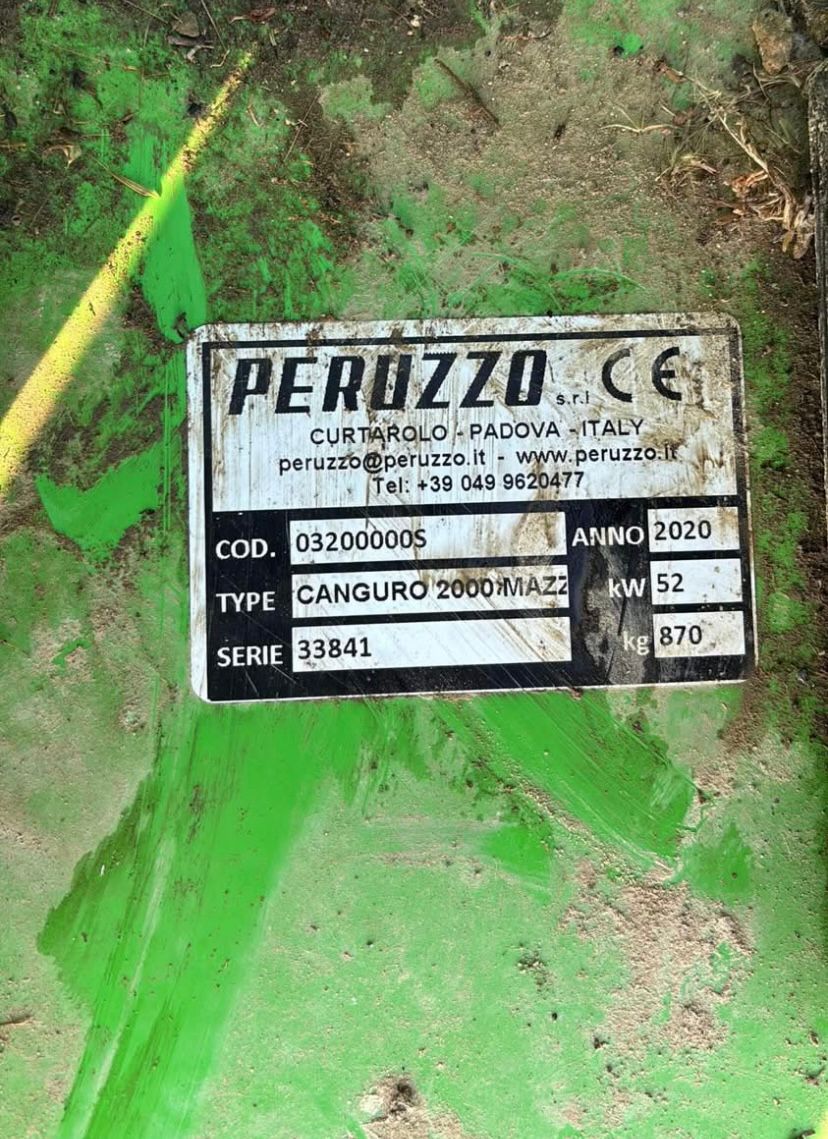 PERUZZO s.r.l CE
CURTAROLO - PADOVA - ITALY
peruzzo@peruzzo.it - www.peruzzo.it
Tel: +39 049 9620477
COD. 03200000S ANNO 2020
TYPE CANGURO 2000 MAZZ kW 52
SERIE 33841 kg 870